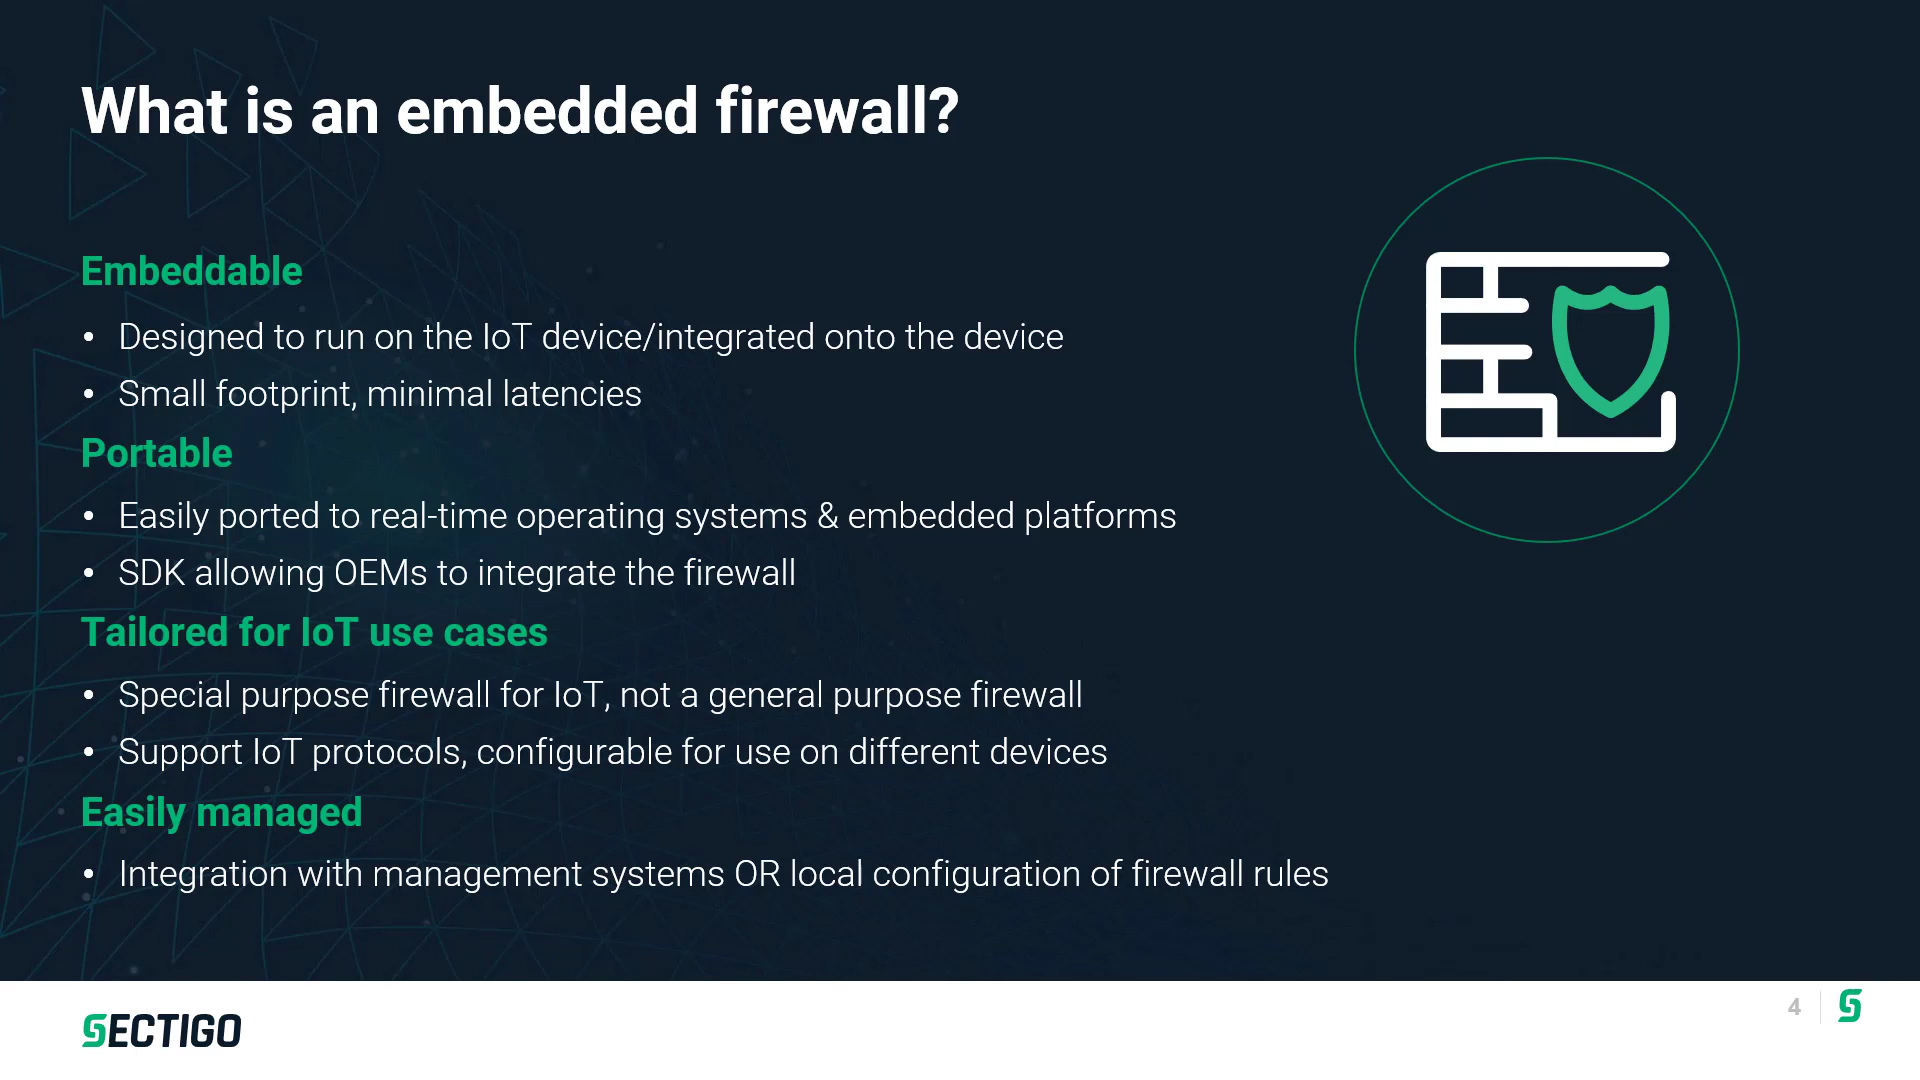 What is an embedded firewall?
Embeddable
• Designed to run on the IoT device/integrated onto the device
• Small footprint, minimal latencies
Portable
• Easily ported to real-time operating systems & embedded platforms
• SDK allowing OEMs to integrate the firewall
Tailored for IoT use cases
• Special purpose firewall for IoT, not a general purpose firewall
• Support IoT protocols, configurable for use on different devices
Easily managed
• Integration with management systems OR local configuration of firewall rules
SECTIGO
4
S